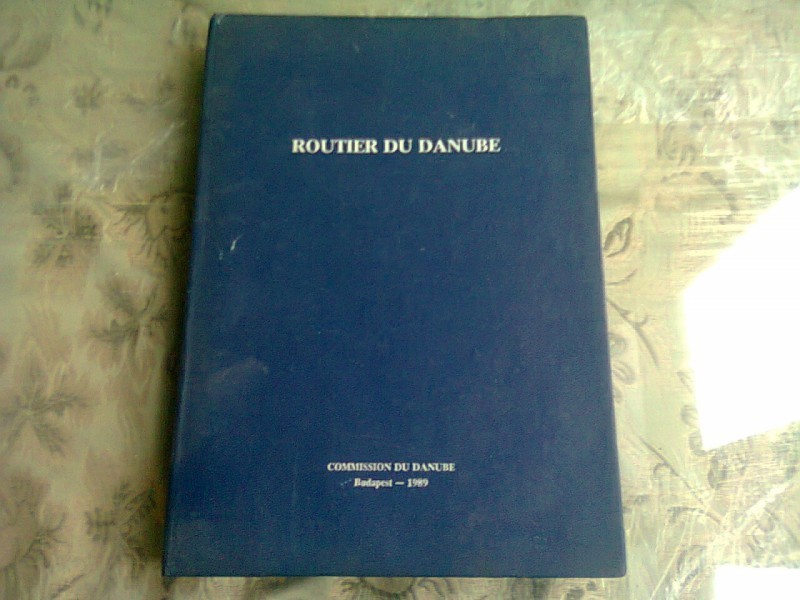 ROUTIER DU DANUBE
COMMISSION DU DANUBE
Budapest — 1989